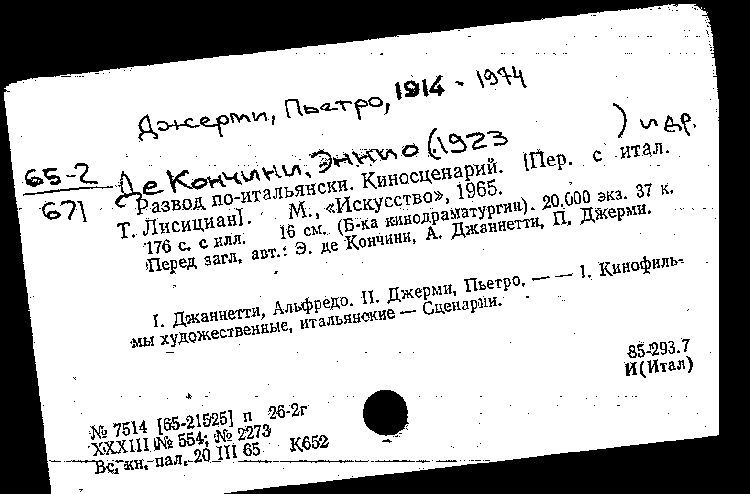 Джерми, Пьетро, 1914 - 1974
65-2
671
Де Кончини, Эннио (1923 ) и др.
Развод по-итальянски. Киносценарий. [Пер. с итал.
Т. Лисициан]. М., «Искусство», 1965.
176 с. с илл. 16 см. (Б-ка кинодраматургии). 20.000 экз. 37 к.
Перед загл. авт.: Э. де Кончини, А. Джаннетти, П. Джерми.
I. Джаннетти, Альфредо. II. Джерми, Пьетро. — — 1. Кинофиль-
мы художественные, итальянские — Сценарии.
85-293.7
И(Итал)
№ 7514 [65-21525] п 26-2г
XXXIII № 554; № 2273
Вс. кн. пал. 20 III 65 К652